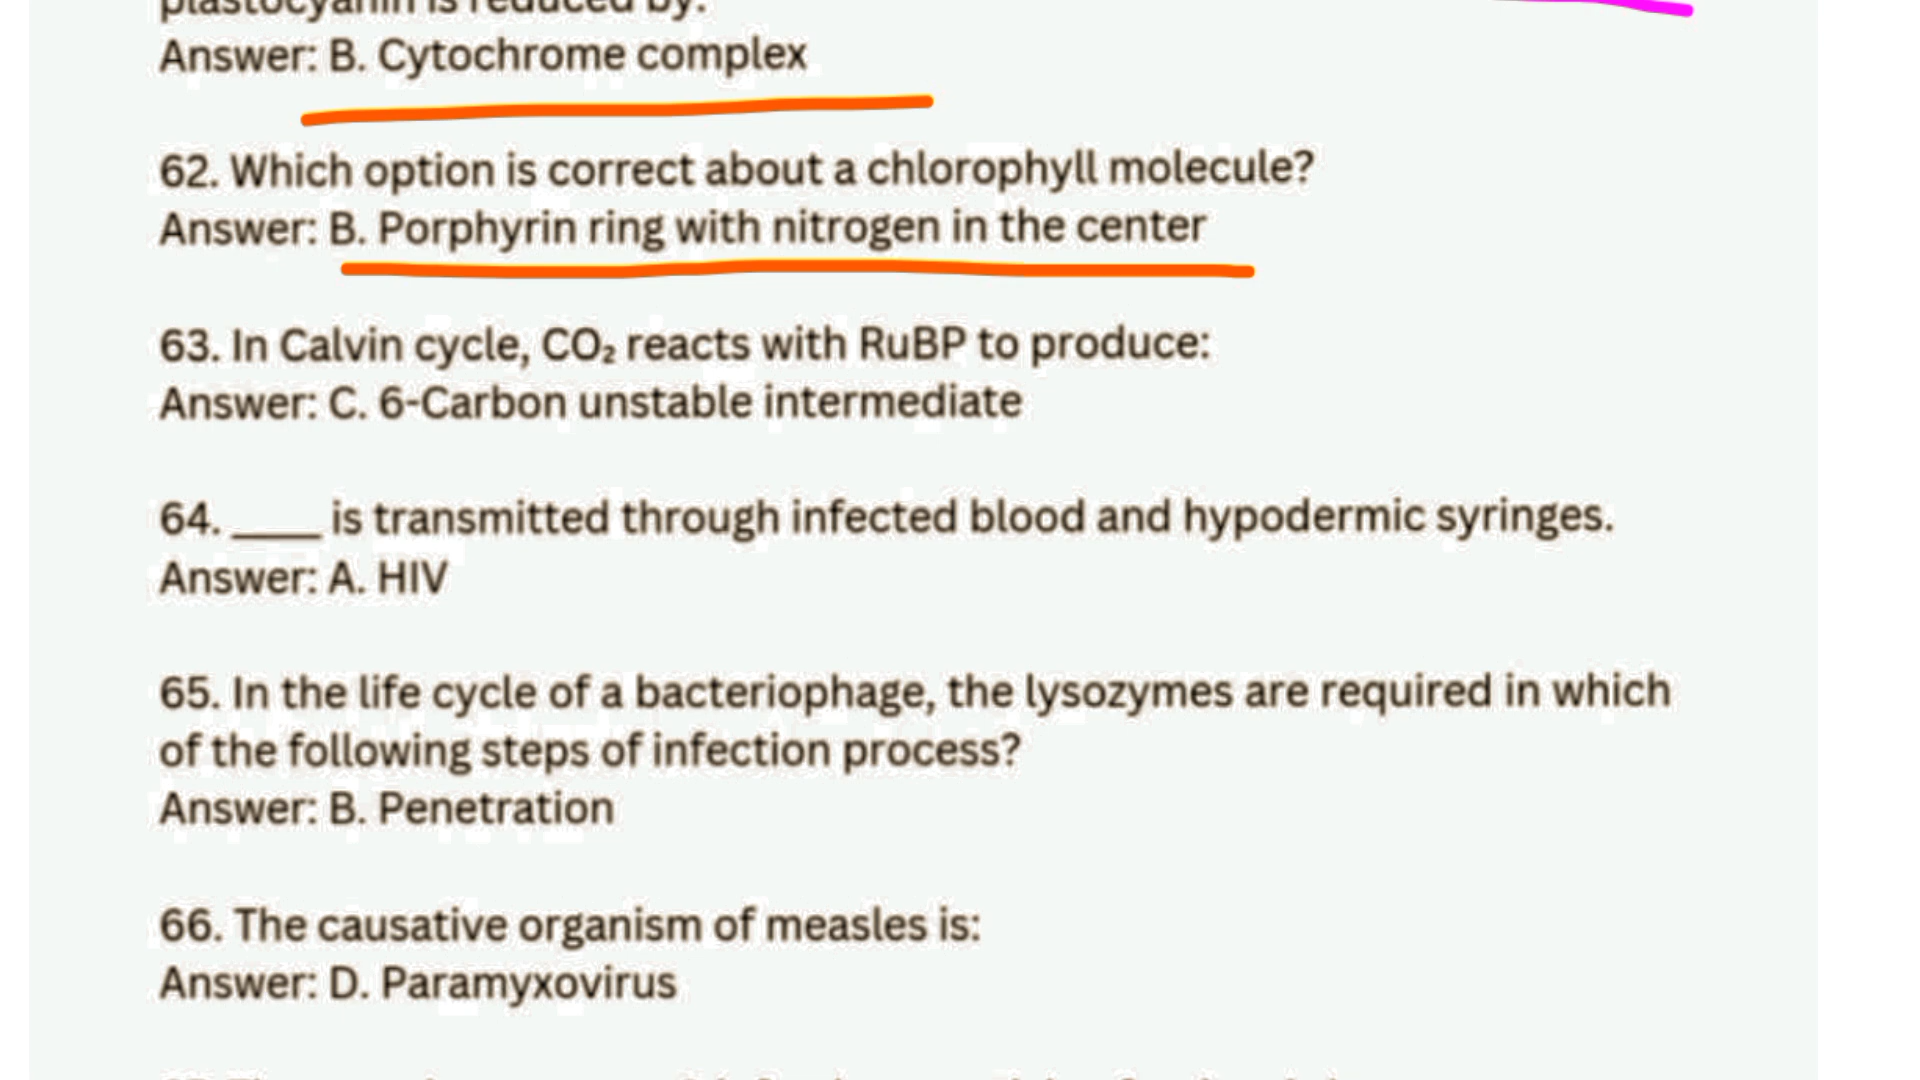 plastocyanin is reduced by:
Answer: B. Cytochrome complex
62. Which option is correct about a chlorophyll molecule?
Answer: B. Porphyrin ring with nitrogen in the center
63. In Calvin cycle, CO₂ reacts with RuBP to produce:
Answer: C. 6-Carbon unstable intermediate
64. ____ is transmitted through infected blood and hypodermic syringes.
Answer: A. HIV
65. In the life cycle of a bacteriophage, the lysozymes are required in which
of the following steps of infection process?
Answer: B. Penetration
66. The causative organism of measles is:
Answer: D. Paramyxovirus